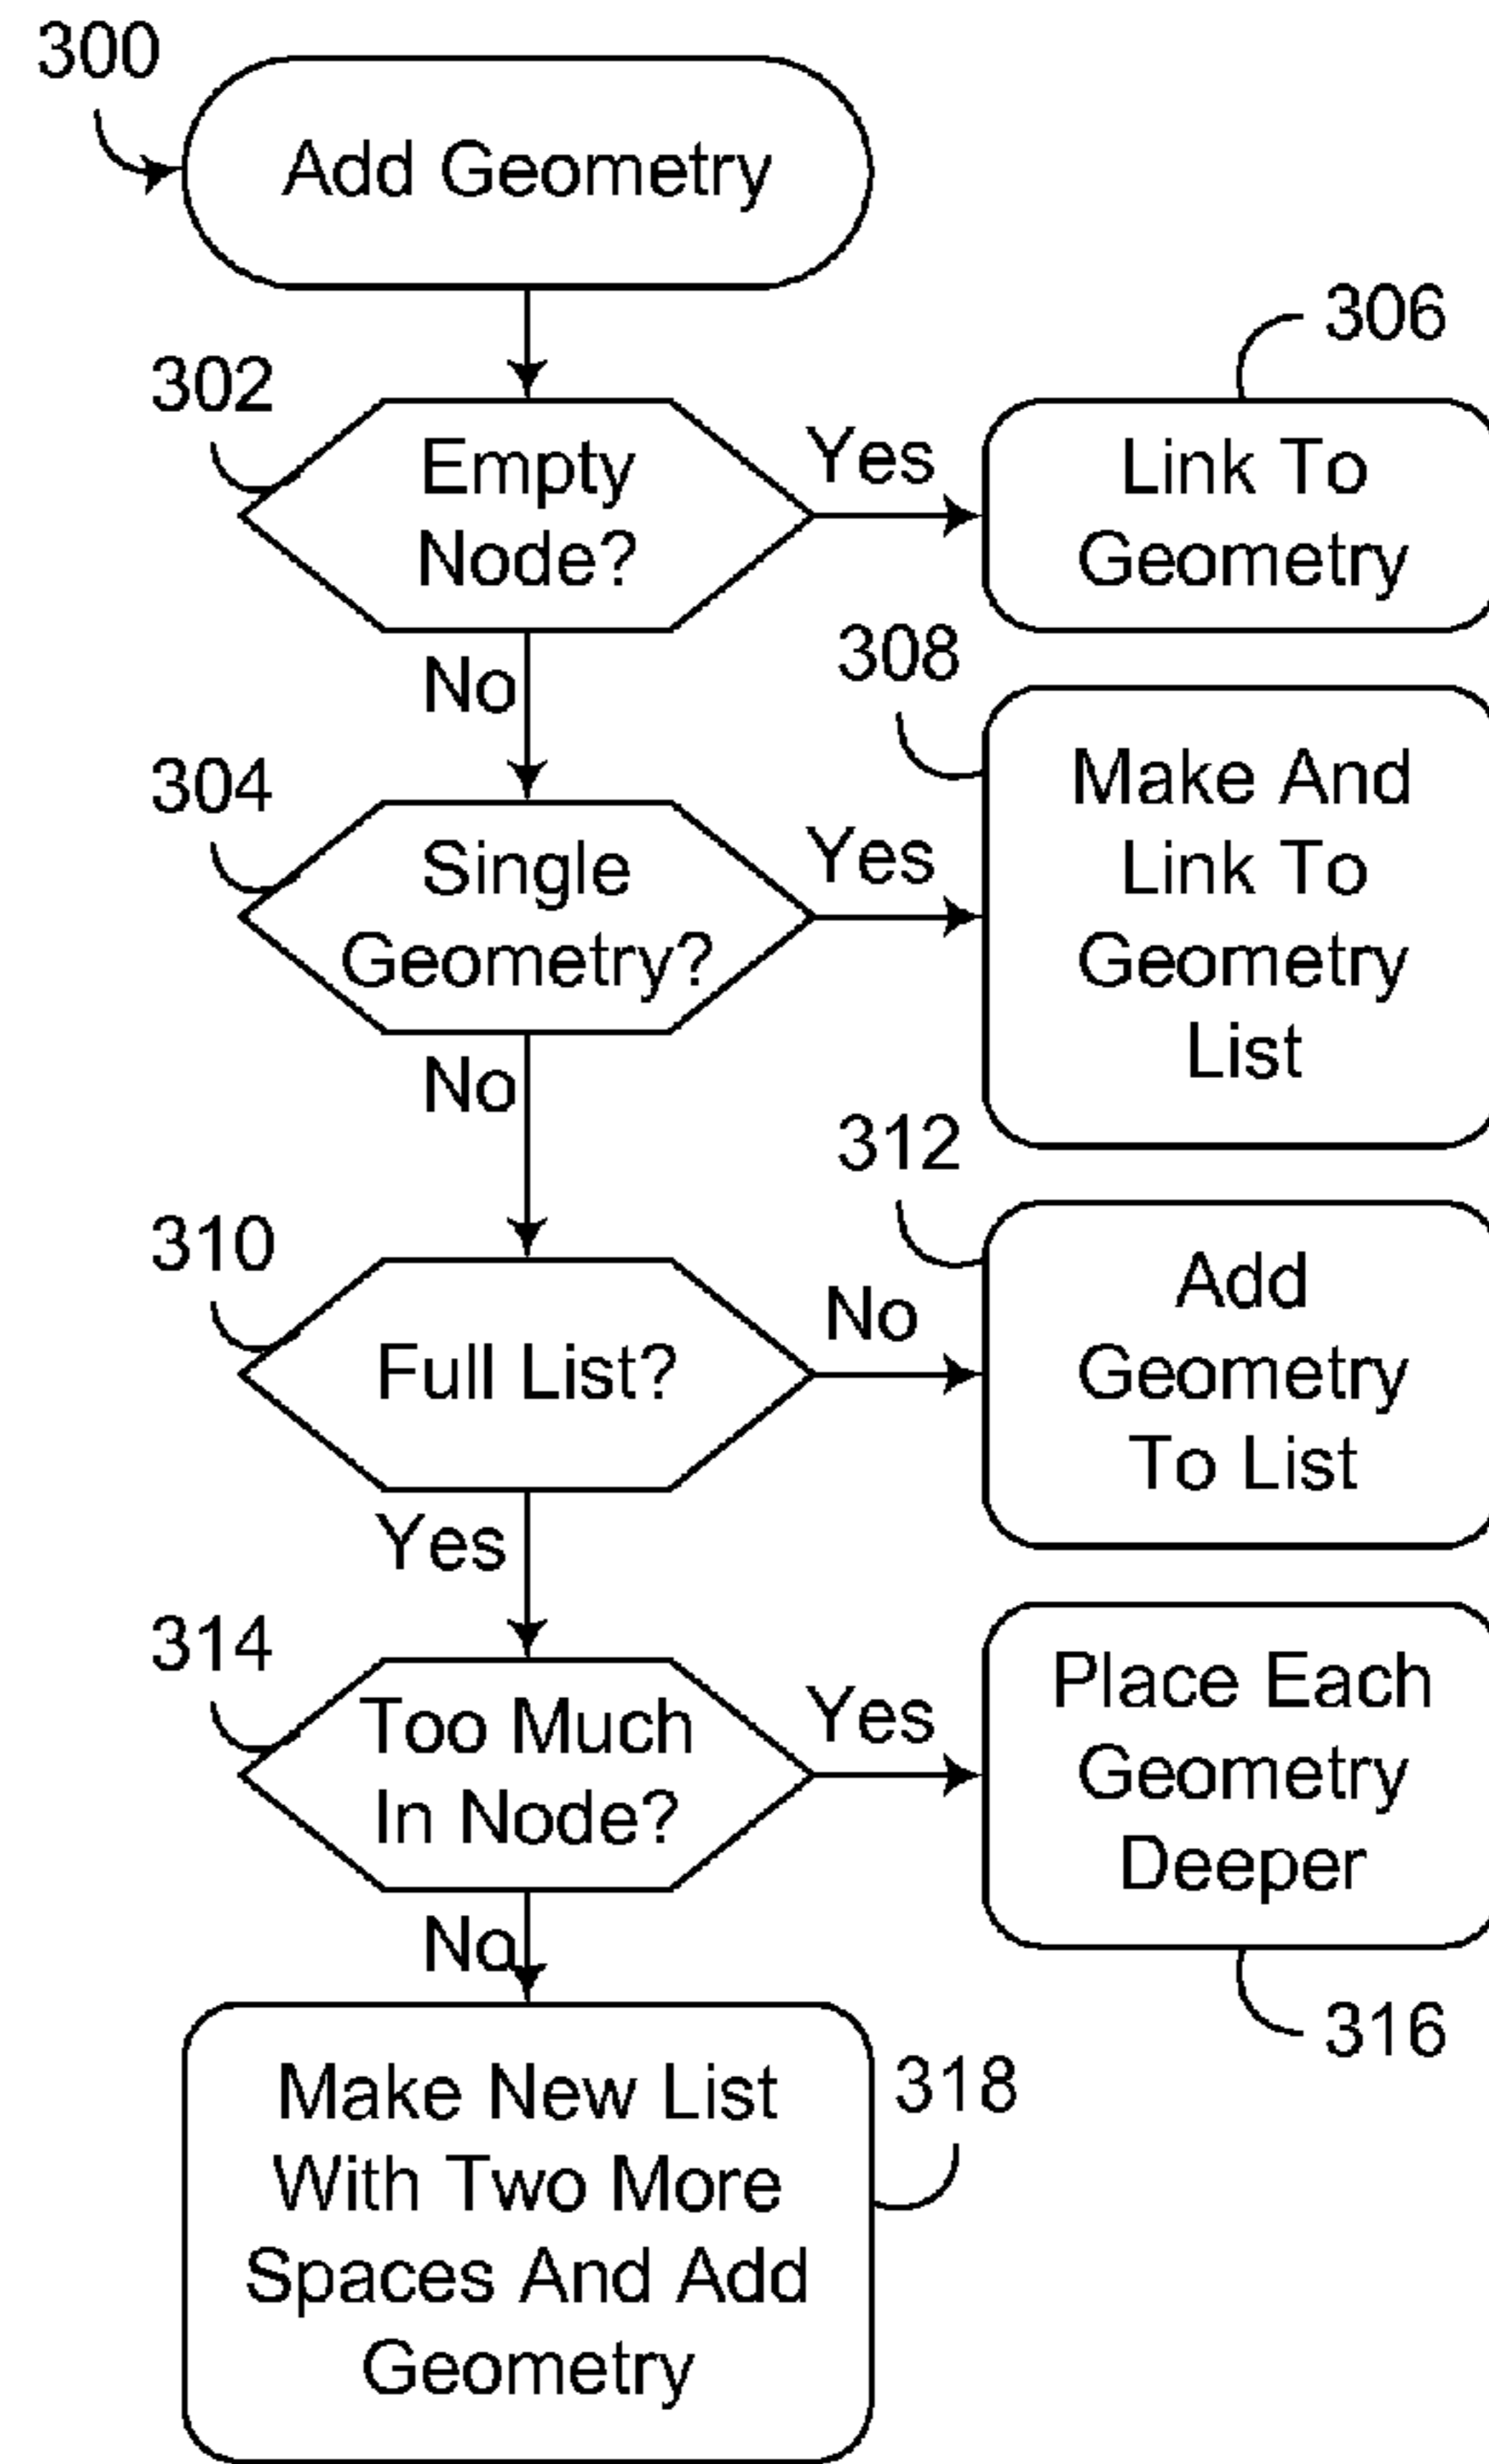 300
Add Geometry
302
Empty
Node?
Yes
306
Link To
Geometry
No
304
Single
Geometry?
Yes
308
Make And
Link To
Geometry
List
No
310
Full List?
No
312
Add
Geometry
To List
Yes
314
Too Much
In Node?
Yes
Place Each
Geometry
Deeper
316
No
Make New List
With Two More
Spaces And Add
Geometry
318